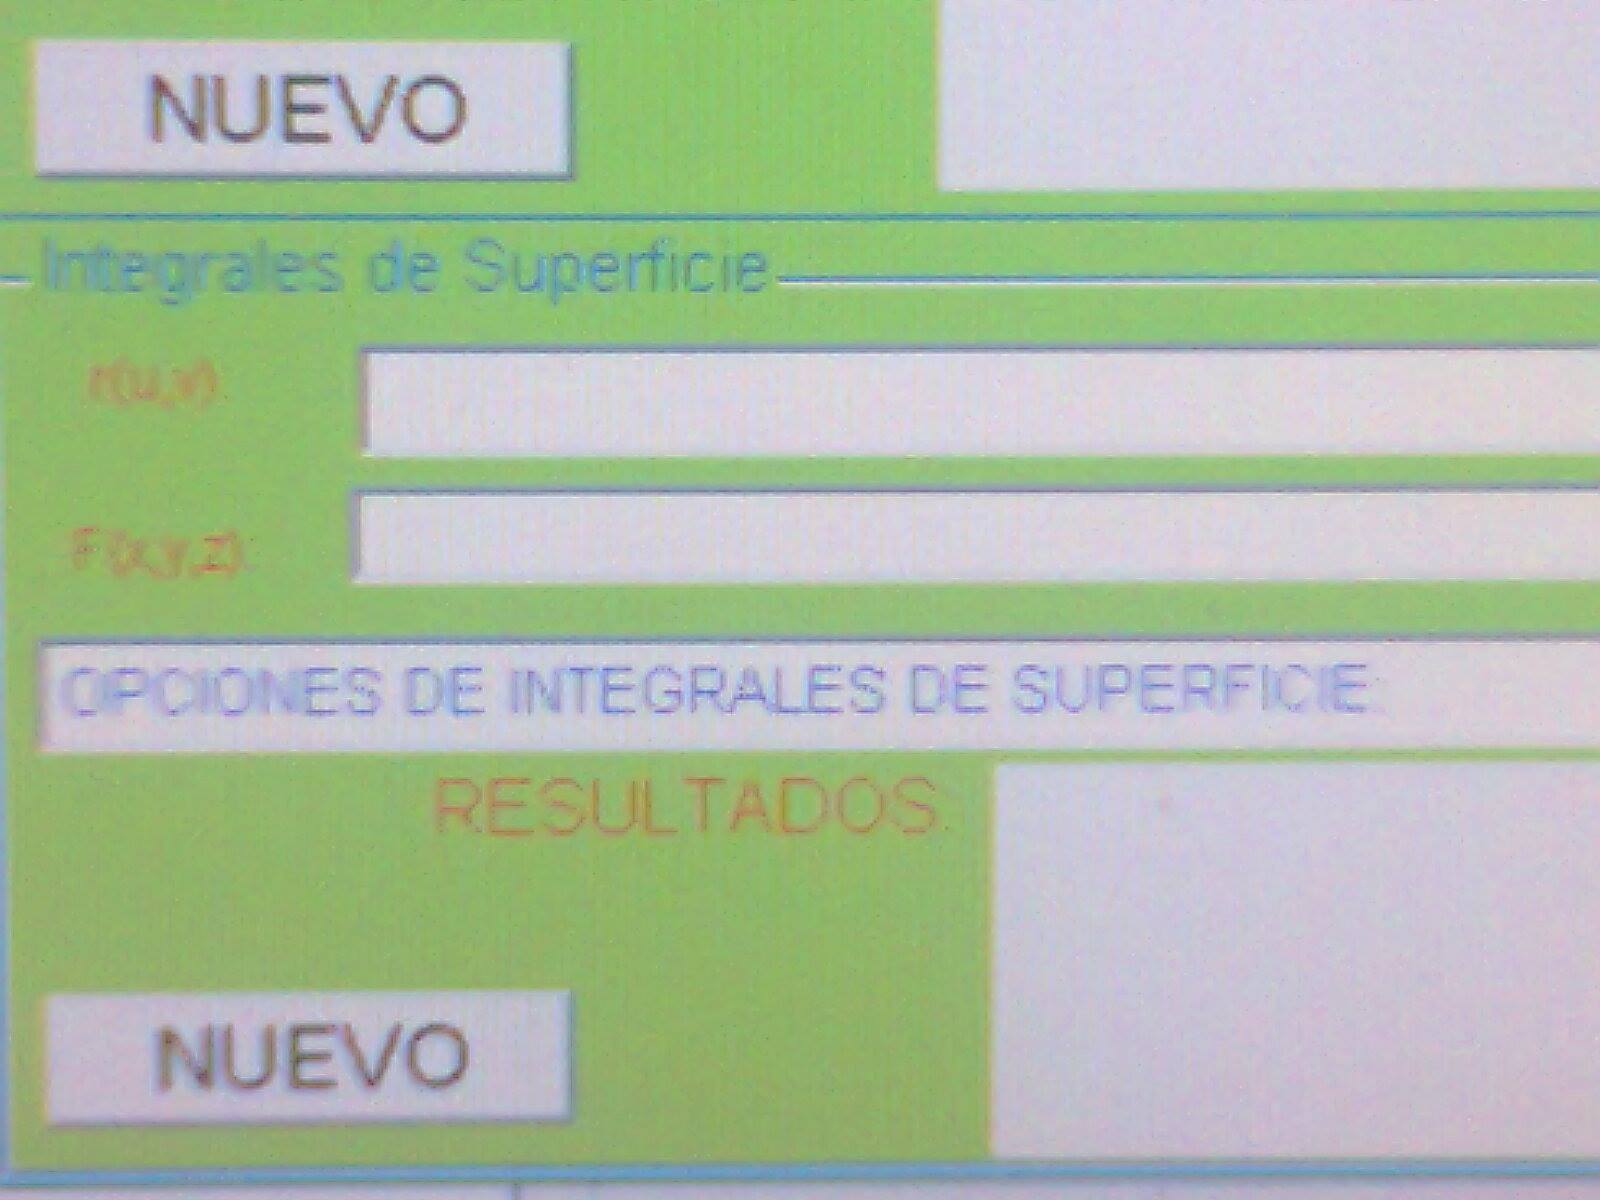 NUEVO
Integrales de Superficie
r(u,v)
F(x,y,z)
OPCIONES DE INTEGRALES DE SUPERFICIE
RESULTADOS
NUEVO